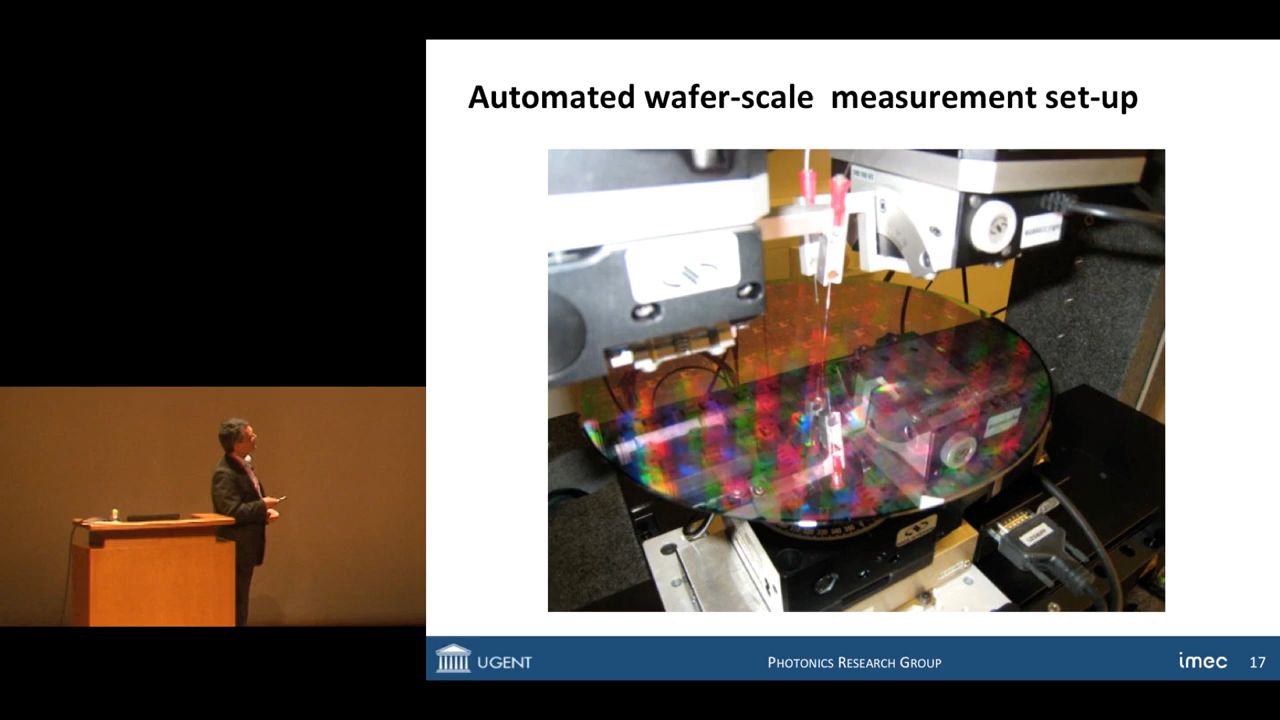 Automated wafer-scale measurement set-up
UGENT
PHOTONICS RESEARCH GROUP
imec
17